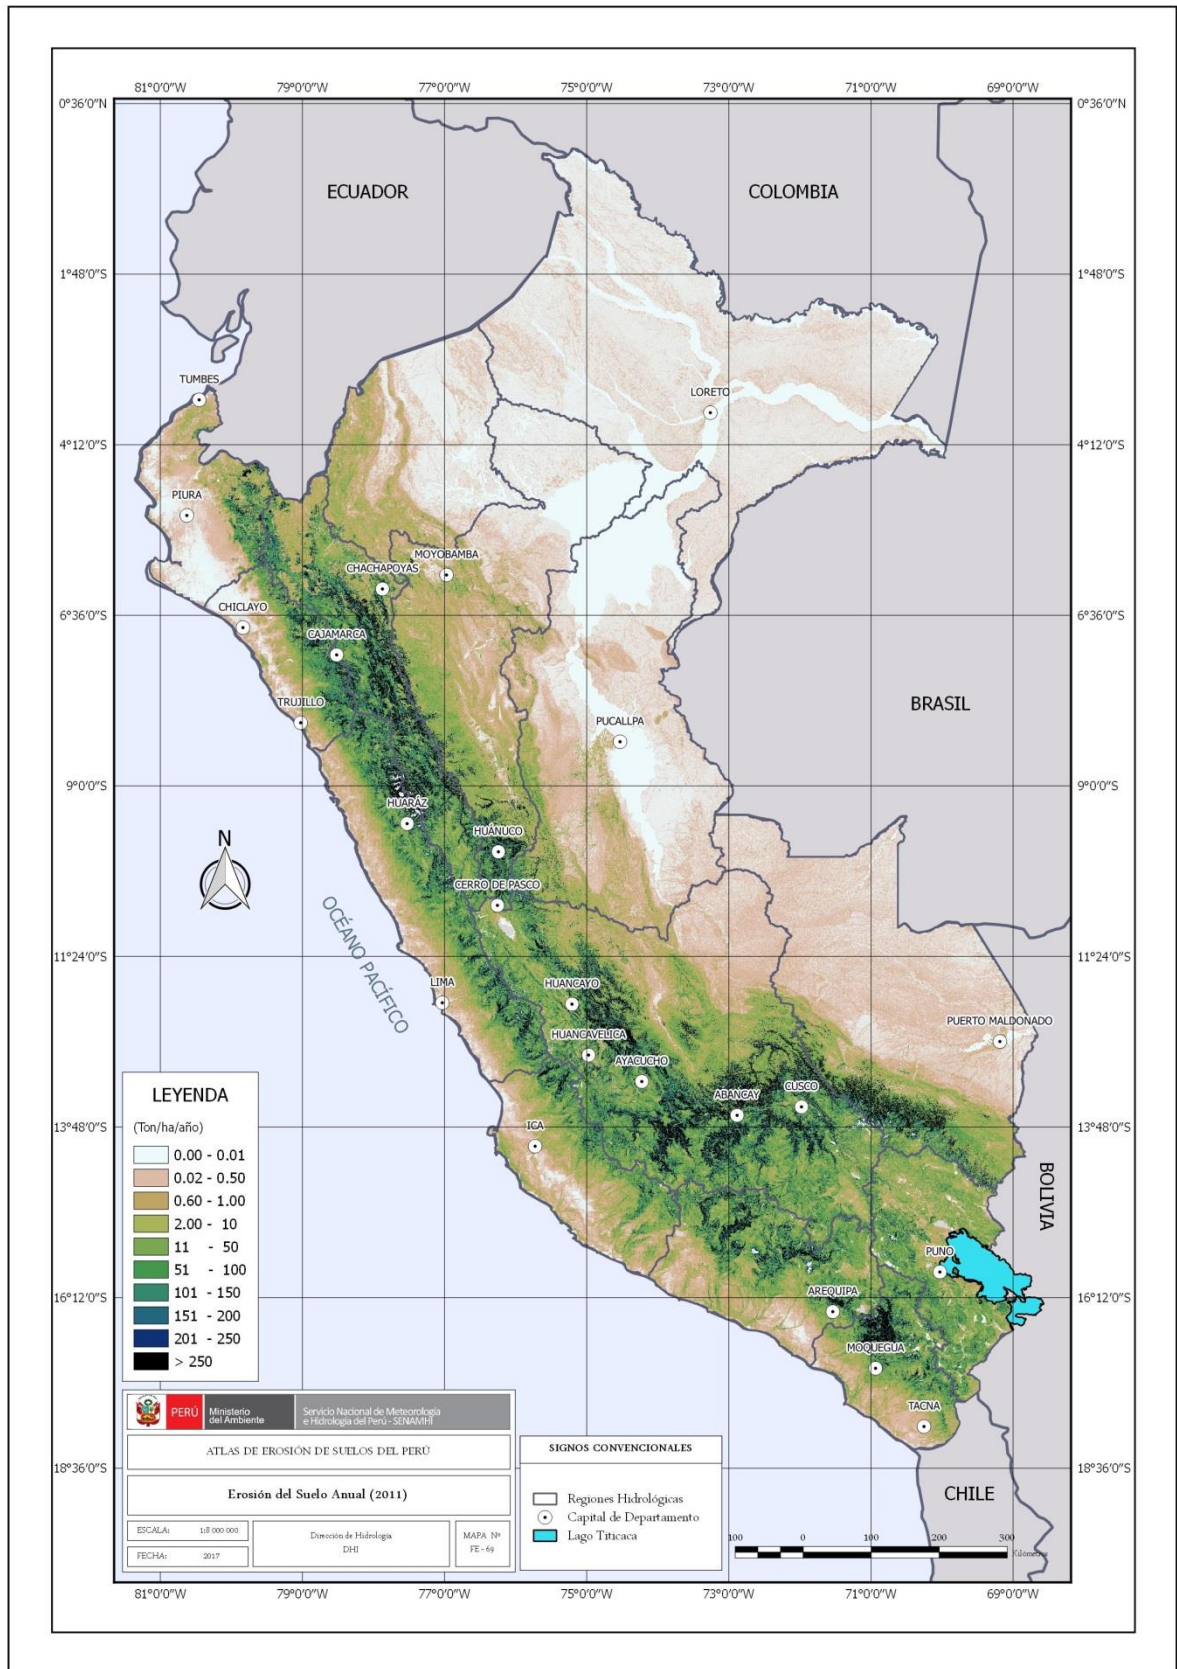 81°0'0"W 79°0'0"W 77°0'0"W 75°0'0"W 73°0'0"W 71°0'0"W 69°0'0"W
0°36'0"N 0°36'0"N
ECUADOR
COLOMBIA
1°48'0"S 1°48'0"S
TUMBES
LORETO
4°12'0"S 4°12'0"S
PIURA
MOYOBAMBA
CHACHAPOYAS
6°36'0"S 6°36'0"S
CHICLAYO
CAJAMARCA
TRUJILLO
BRASIL
PUCALLPA
9°0'0"S 9°0'0"S
HUARÁZ
N
HUÁNUCO
CERRO DE PASCO
OCÉANO PACÍFICO
11°24'0"S 11°24'0"S
LIMA
HUANCAYO
PUERTO MALDONADO
HUANCAVELICA
AYACUCHO
ABANCAY
CUSCO
ICA
13°48'0"S 13°48'0"S
BOLIVIA
PUNO
AREQUIPA
16°12'0"S 16°12'0"S
MOQUEGUA
TACNA
18°36'0"S 18°36'0"S
CHILE
LEYENDA
(Ton/ha/año)
0.00 - 0.01
0.02 - 0.50
0.60 - 1.00
2.00 - 10
11 - 50
51 - 100
101 - 150
151 - 200
201 - 250
> 250
PERÚ
Ministerio
del Ambiente
Servicio Nacional de Meteorología
e Hidrología del Perú - SENAMHI
ATLAS DE EROSIÓN DE SUELOS DEL PERÚ
Erosión del Suelo Anual (2011)
ESCALA: 1:8 000 000
FECHA: 2017
Dirección de Hidrología
DHI
MAPA Nº
FE - 69
SIGNOS CONVENCIONALES
Regiones Hidrológicas
Capital de Departamento
Lago Titicaca
100 0 100 200 300
Kilómetros
81°0'0"W 79°0'0"W 77°0'0"W 75°0'0"W 73°0'0"W 71°0'0"W 69°0'0"W